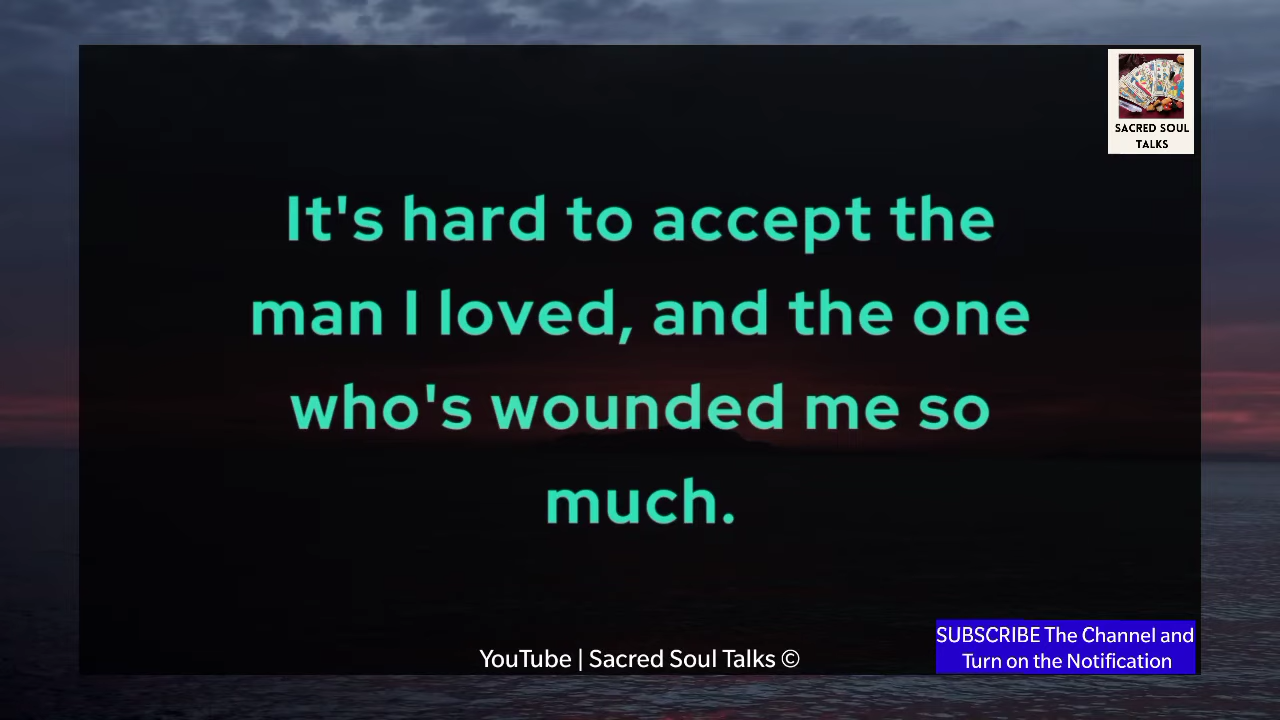 SACRED SOUL
TALKS
It's hard to accept the
man I loved, and the one
who's wounded me so
much.
YouTube | Sacred Soul Talks ©
SUBSCRIBE The Channel and
Turn on the Notification